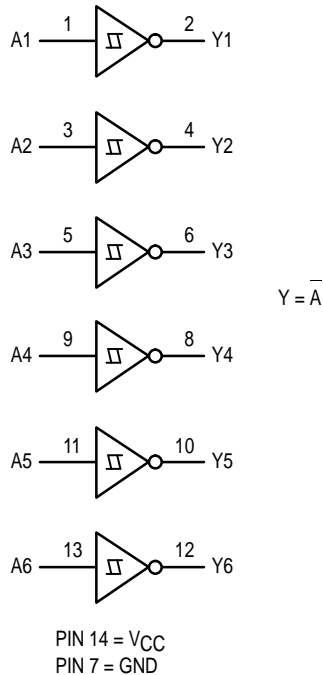 A1 1 2 Y1
A2 3 4 Y2
A3 5 6 Y3
Y = A̅
A4 9 8 Y4
A5 11 10 Y5
A6 13 12 Y6
PIN 14 = VCC
PIN 7 = GND